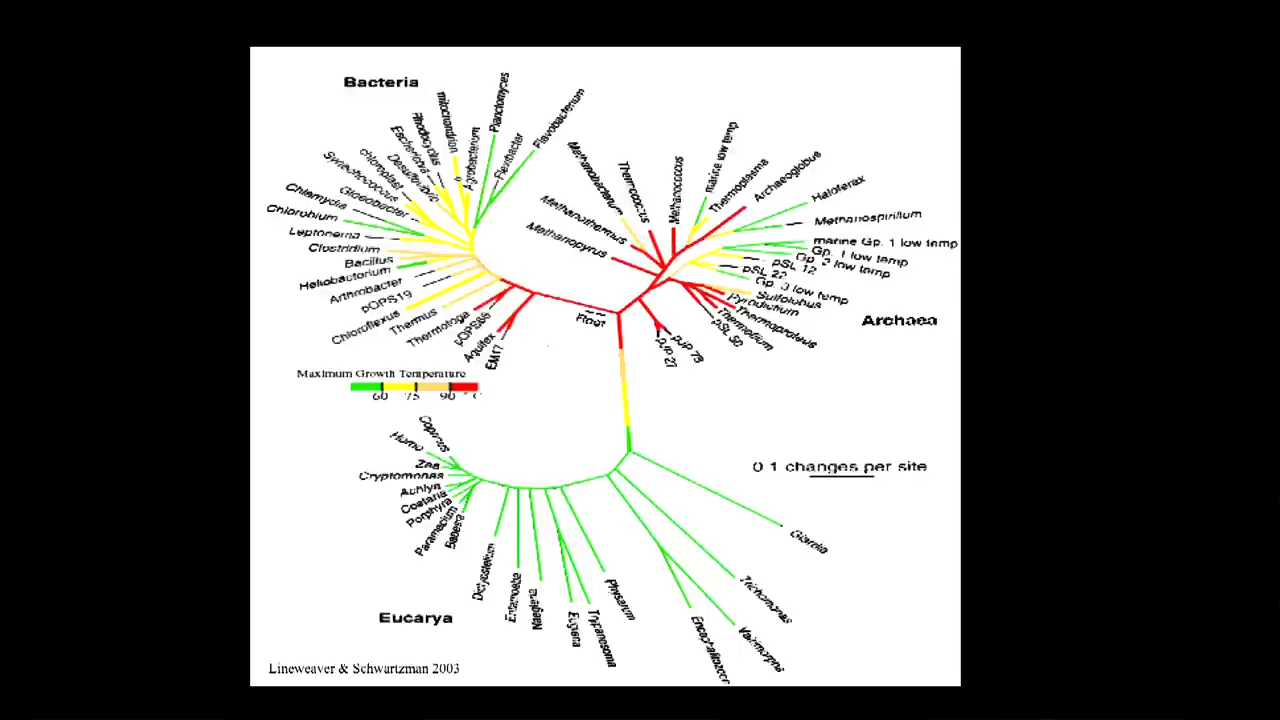 Bacteria
Planctomyces
Flexibacter
Flavobacterium
mitochondrion
Agrobacterium
Rhodocyclus
Escherichia
Desulfovibrio
chloroplast
Synechococcus
Gloeobacter
Chlamydia
Chlorobium
Leptonema
Clostridium
Bacillus
Heliobacterium
Arthrobacter
pOPS19
Chloroflexus
Thermus
Thermotoga
pOPS66
Aquifex
EM17
Root
Methanobacterium
Thermococcus
Methanothermus
Methanopyrus
Methanococcus
marine low temp
Thermoplasma
Archaeoglobus
Haloferax
Methanospirillum
marine Gp. 1 low temp
Gp. 1 low temp
Gp. 2 low temp
pSL 12
pSL 22
Gp. 3 low temp
Sulfolobus
Pyrodictium
Thermoproteus
Thermofilum
pSL 50
pJP 78
pJP 27
Archaea
Maximum Growth Temperature
60 75 90 ° C
Coprinus
Homo
Zea
Cryptomonas
Achlya
Costaria
Porphyra
Paramecium
Babesia
Dictyostelium
Entamoeba
Naegleria
Euglena
Trypanosoma
Physarum
Encephalitozoon
Vairimorpha
Trichomonas
Giardia
0.1 changes per site
Eucarya
Lineweaver & Schwartzman 2003